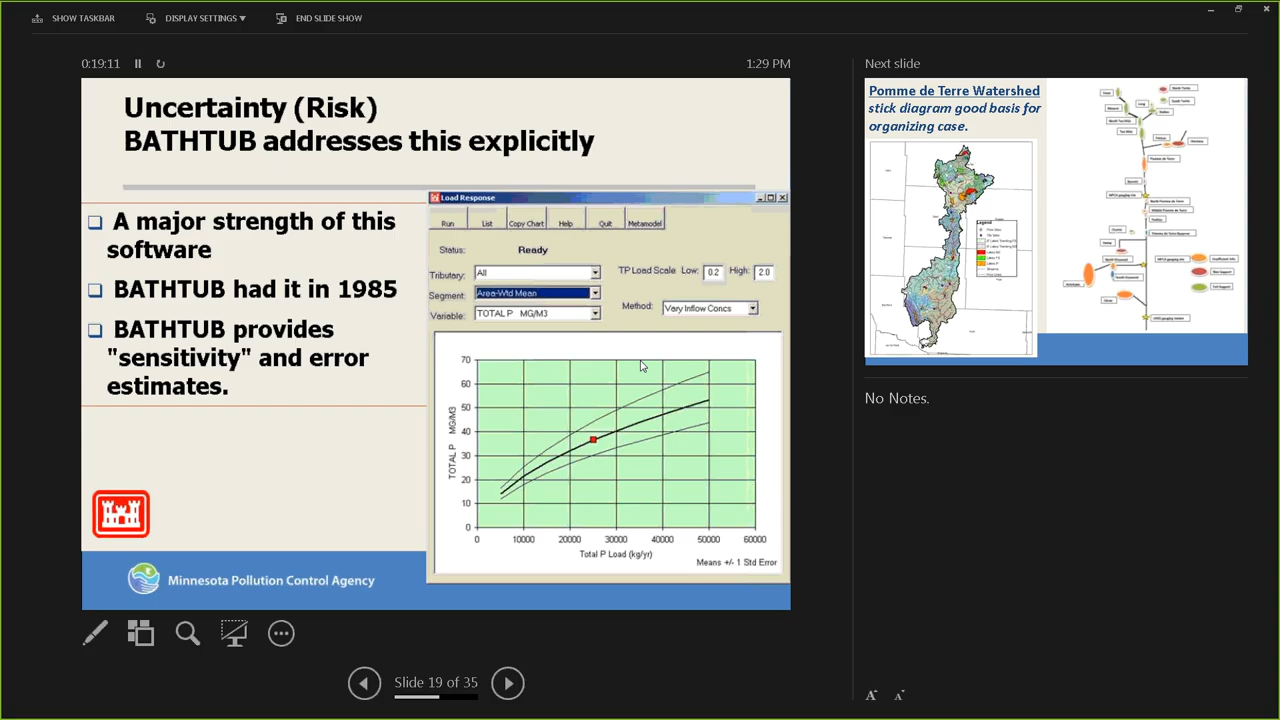 SHOW TASKBAR
DISPLAY SETTINGS ▼
END SLIDE SHOW
0:19:11
1:29 PM
Uncertainty (Risk)
BATHTUB addresses this explicitly
A major strength of this
software
BATHTUB had it in 1985
BATHTUB provides
"sensitivity" and error
estimates.
Load Response
Run
List
Copy Chart
Help
Quit
Metamodel
Status:
Ready
Tributary:
All
TP Load Scale
Low:
0.2
High:
2.0
Segment:
Area-Wtd Mean
Method:
Vary Inflow Concs
Variable:
TOTAL P MG/M3
70
60
50
40
30
20
10
0
TOTAL P MG/M3
0
10000
20000
30000
40000
50000
60000
Total P Load (kg/yr)
Means +/- 1 Std Error
Minnesota Pollution Control Agency
Slide 19 of 35
Next slide
Pomme de Terre Watershed
stick diagram good basis for
organizing case.
Legend
No Notes.
A
A